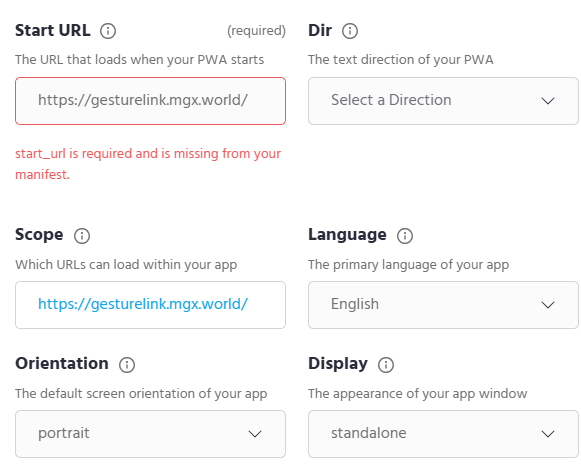 Start URL (required)
The URL that loads when your PWA starts
https://gesturelink.mgx.world/
start_url is required and is missing from your
manifest.
Dir
The text direction of your PWA
Select a Direction
Scope
Which URLs can load within your app
https://gesturelink.mgx.world/
Language
The primary language of your app
English
Orientation
The default screen orientation of your app
portrait
Display
The appearance of your app window
standalone